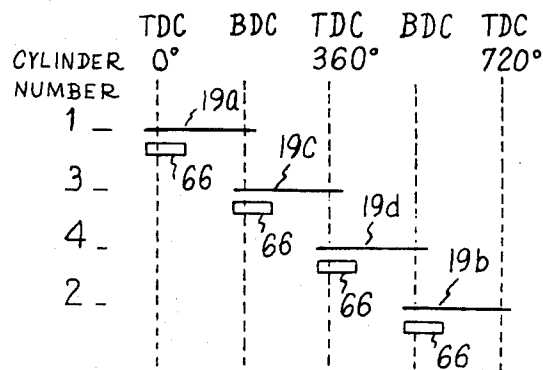 TDC BDC TDC BDC TDC
CYLINDER 0° 360° 720°
NUMBER
1 19a
66
3 19c
66
4 19d
66
2 19b
66